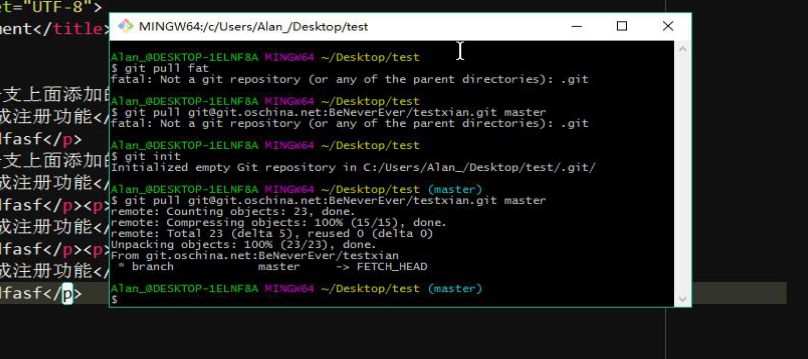 et="UTF-8">
ment</title>
MINGW64:/c/Users/Alan_/Desktop/test
Alan_@DESKTOP-1ELNF8A MINGW64 ~/Desktop/test
$ git pull fat
fatal: Not a git repository (or any of the parent directories): .git
Alan_@DESKTOP-1ELNF8A MINGW64 ~/Desktop/test
$ git pull git@git.oschina.net:BeNeverEver/testxian.git master
fatal: Not a git repository (or any of the parent directories): .git
Alan_@DESKTOP-1ELNF8A MINGW64 ~/Desktop/test
$ git init
Initialized empty Git repository in C:/Users/Alan_/Desktop/test/.git/
Alan_@DESKTOP-1ELNF8A MINGW64 ~/Desktop/test (master)
$ git pull git@git.oschina.net:BeNeverEver/testxian.git master
remote: Counting objects: 23, done.
remote: Compressing objects: 100% (15/15), done.
remote: Total 23 (delta 5), reused 0 (delta 0)
Unpacking objects: 100% (23/23), done.
From git.oschina.net:BeNeverEver/testxian
* branch master -> FETCH_HEAD
Alan_@DESKTOP-1ELNF8A MINGW64 ~/Desktop/test (master)
$
支上面添加的
成注册功能</
dfasf</p>
支上面添加的
成注册功能</
dfasf</p><p>
成注册功能</
dfasf</p><p>
成注册功能</
dfasf</p>